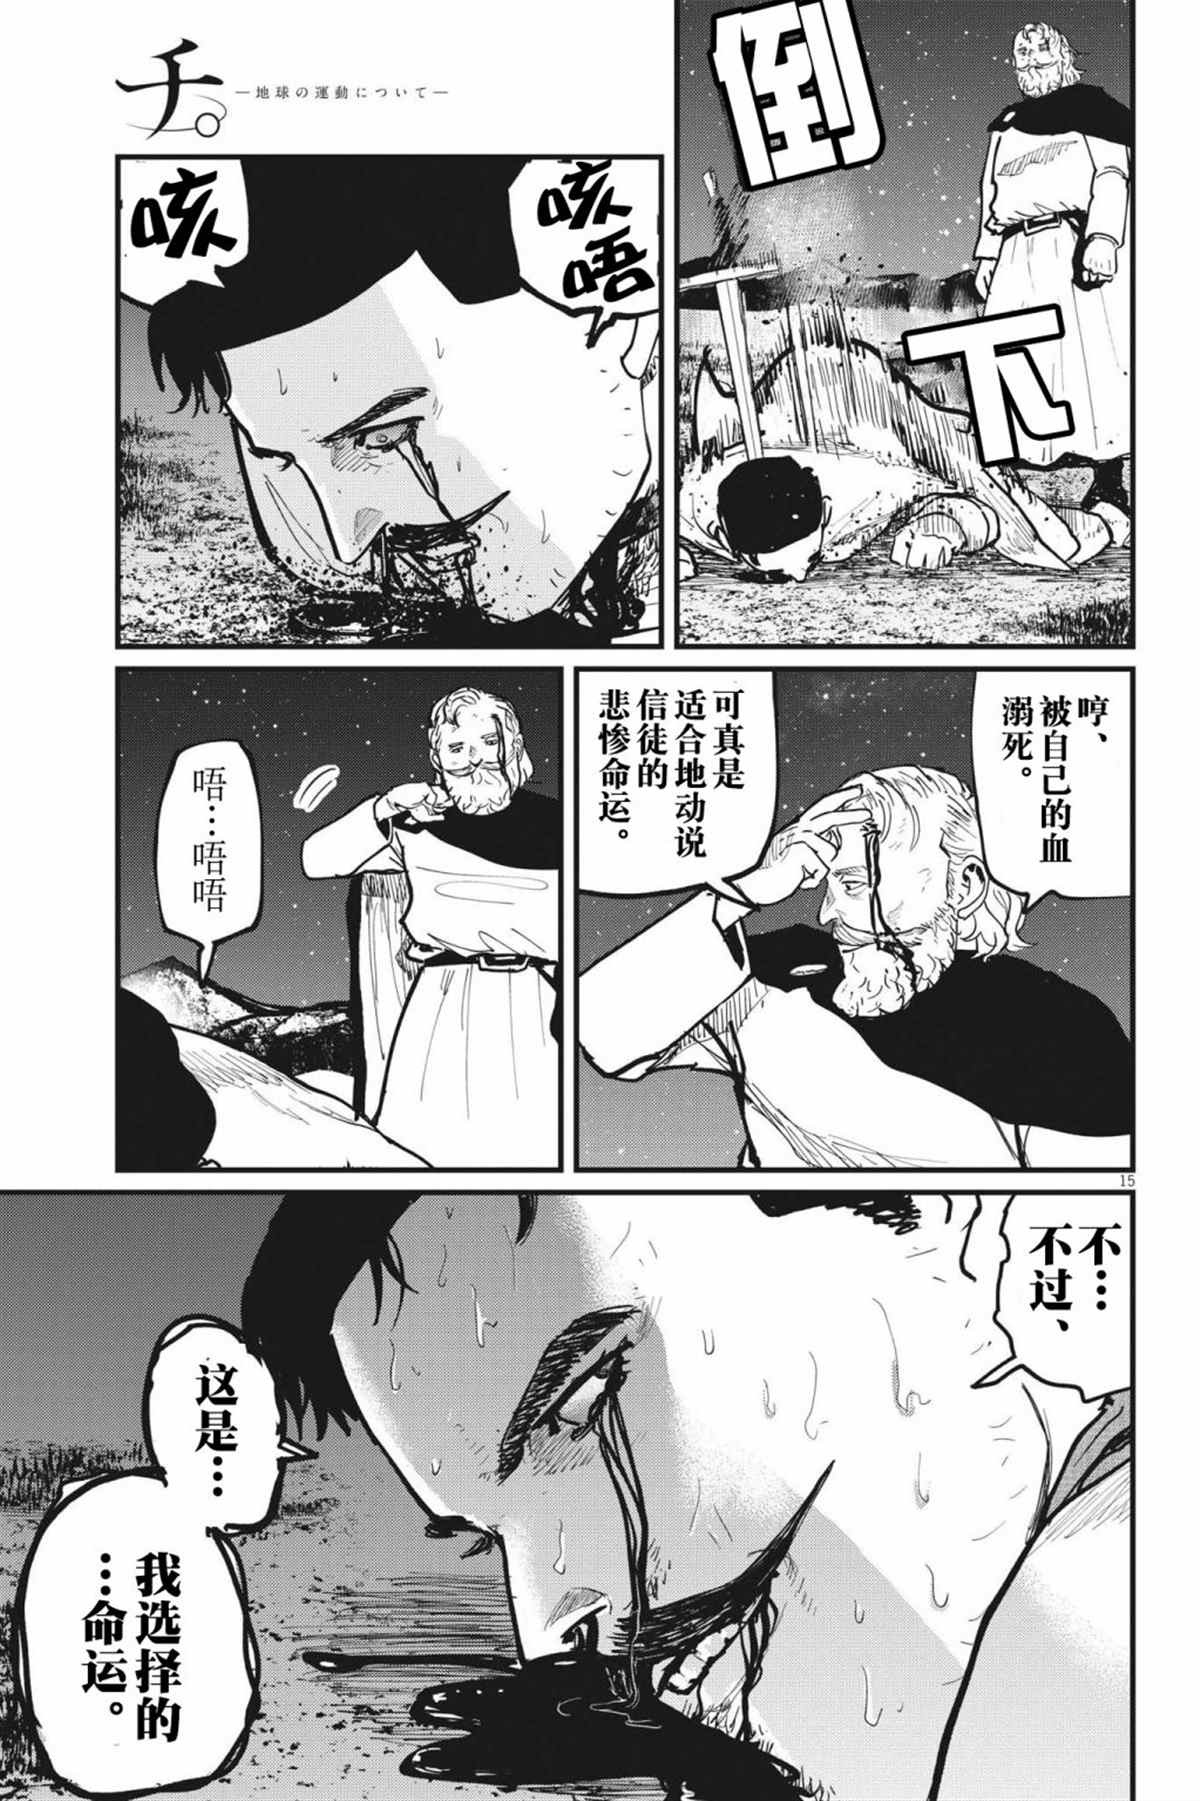 チ。
―地球の運動について―
倒
下
咳
唔
咳
哼、
被自己的血
溺死。
可真是
适合地动说
信徒的
悲惨命运。
唔…唔唔
15
不…
不过、
这是…
我选择的
…命运。